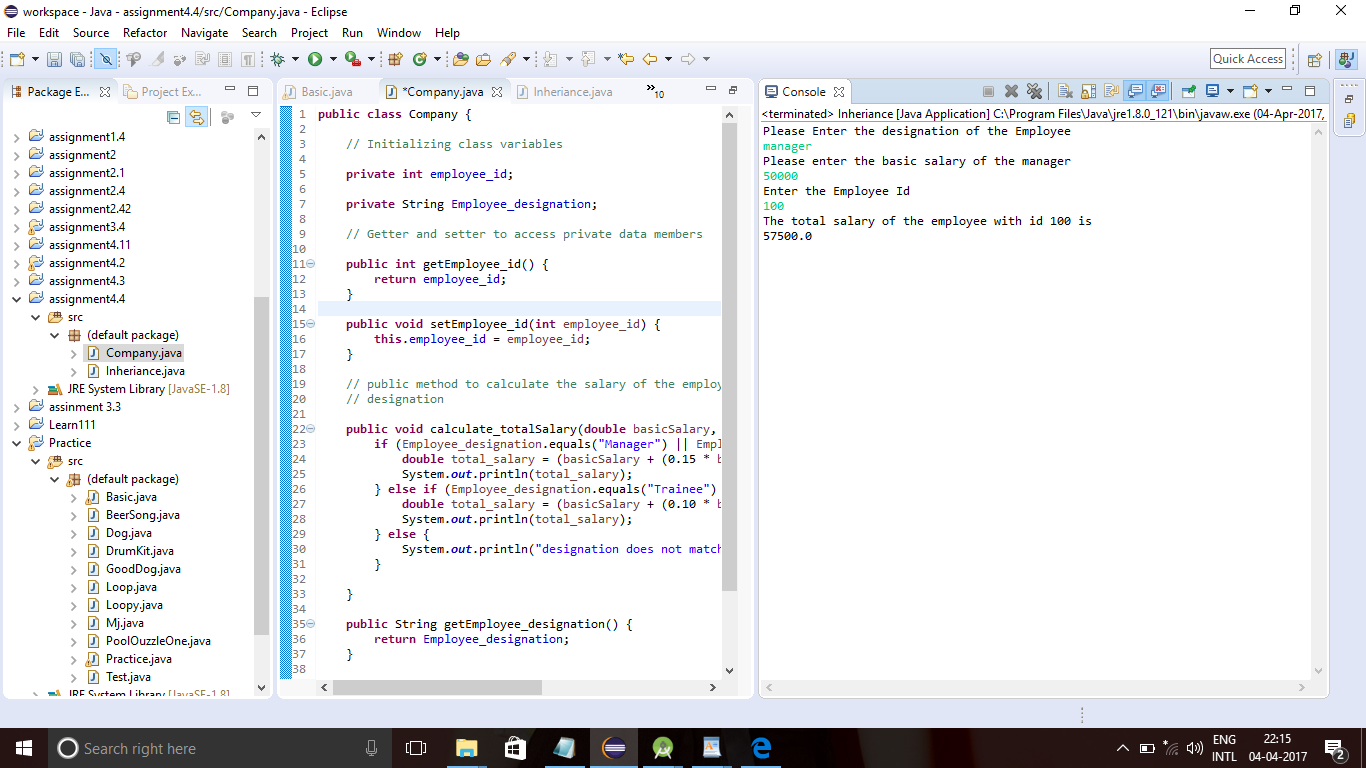 workspace - Java - assignment4.4/src/Company.java - Eclipse
File Edit Source Refactor Navigate Search Project Run Window Help
Quick Access
Package E...
Project Ex...
assignment1.4
assignment2
assignment2.1
assignment2.4
assignment2.42
assignment3.4
assignment4.11
assignment4.2
assignment4.3
assignment4.4
src
(default package)
Company.java
Inheriance.java
JRE System Library [JavaSE-1.8]
assinment 3.3
Learn111
Practice
src
(default package)
Basic.java
BeerSong.java
Dog.java
DrumKit.java
GoodDog.java
Loop.java
Loopy.java
Mj.java
PoolOuzzleOne.java
Practice.java
Test.java
JRE System Library [JavaSE-1.8]
Basic.java
*Company.java
Inheriance.java
»10
1 public class Company {
2
3 // Initializing class variables
4
5 private int employee_id;
6
7 private String Employee_designation;
8
9 // Getter and setter to access private data members
10
11 public int getEmployee_id() {
12 return employee_id;
13 }
14
15 public void setEmployee_id(int employee_id) {
16 this.employee_id = employee_id;
17 }
18
19 // public method to calculate the salary of the employ
20 // designation
21
22 public void calculate_totalSalary(double basicSalary,
23 if (Employee_designation.equals("Manager") || Empl
24 double total_salary = (basicSalary + (0.15 * b
25 System.out.println(total_salary);
26 } else if (Employee_designation.equals("Trainee")
27 double total_salary = (basicSalary + (0.10 * b
28 System.out.println(total_salary);
29 } else {
30 System.out.println("designation does not match
31 }
32
33 }
34
35 public String getEmployee_designation() {
36 return Employee_designation;
37 }
38
Console
<terminated> Inheriance [Java Application] C:\Program Files\Java\jre1.8.0_121\bin\javaw.exe (04-Apr-2017,
Please Enter the designation of the Employee
manager
Please enter the basic salary of the manager
50000
Enter the Employee Id
100
The total salary of the employee with id 100 is
57500.0
Search right here
ENG
INTL
22:15
04-04-2017
2